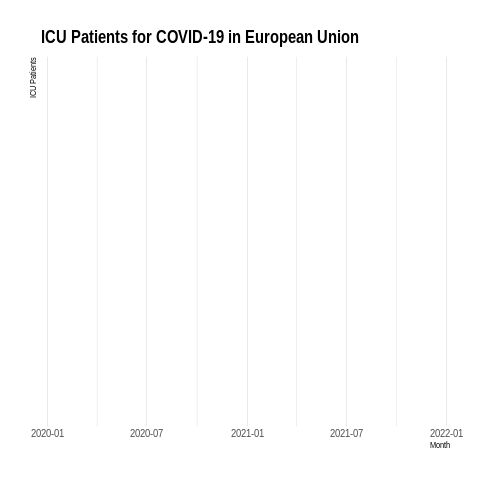 ICU Patients for COVID-19 in European Union
ICU Patients
2020-01 2020-07 2021-01 2021-07 2022-01
Month